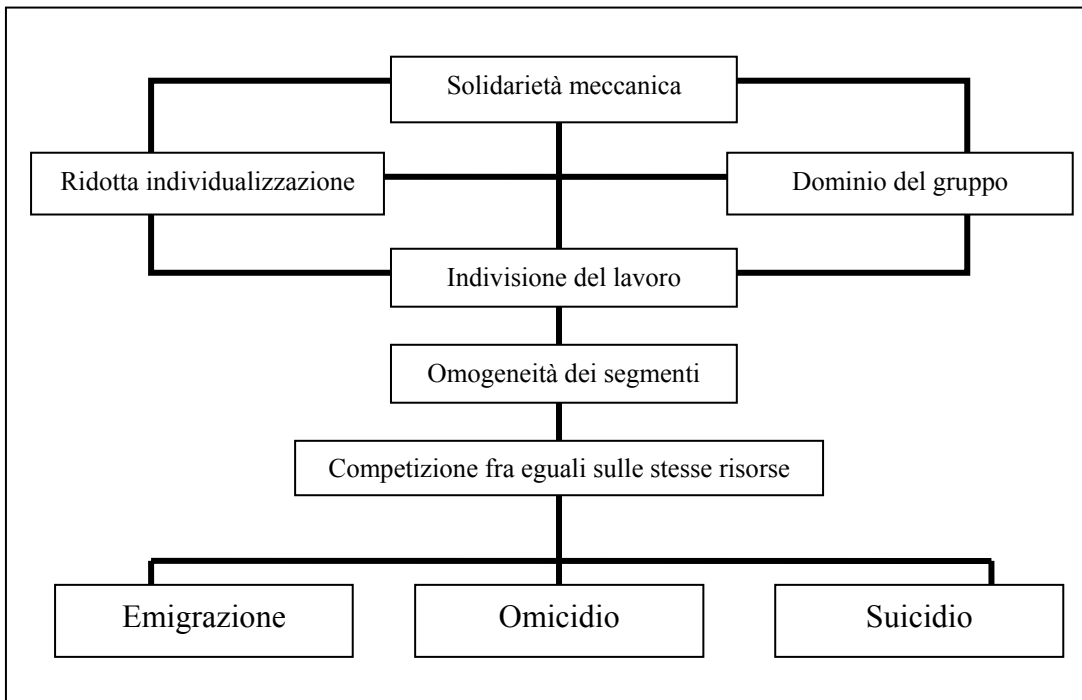 Solidarietà meccanica
Ridotta individualizzazione
Dominio del gruppo
Indivisione del lavoro
Omogeneità dei segmenti
Competizione fra eguali sulle stesse risorse
Emigrazione
Omicidio
Suicidio